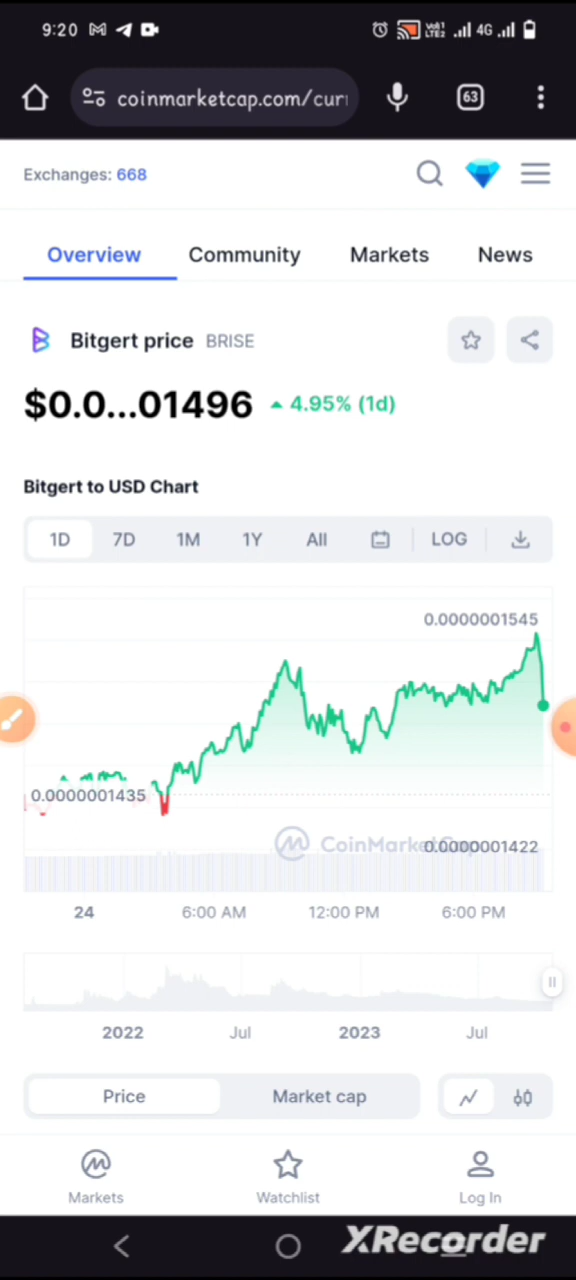 9:20
4G
coinmarketcap.com/curr
63
Exchanges: 668
Overview Community Markets News
Bitgert price BRISE
$0.0...01496 4.95% (1d)
Bitgert to USD Chart
1D 7D 1M 1Y All LOG
0.0000001545
0.0000001435
CoinMarketCap
0.0000001422
24 6:00 AM 12:00 PM 6:00 PM
2022 Jul 2023 Jul
Price Market cap
Markets Watchlist Log In
XRecorder